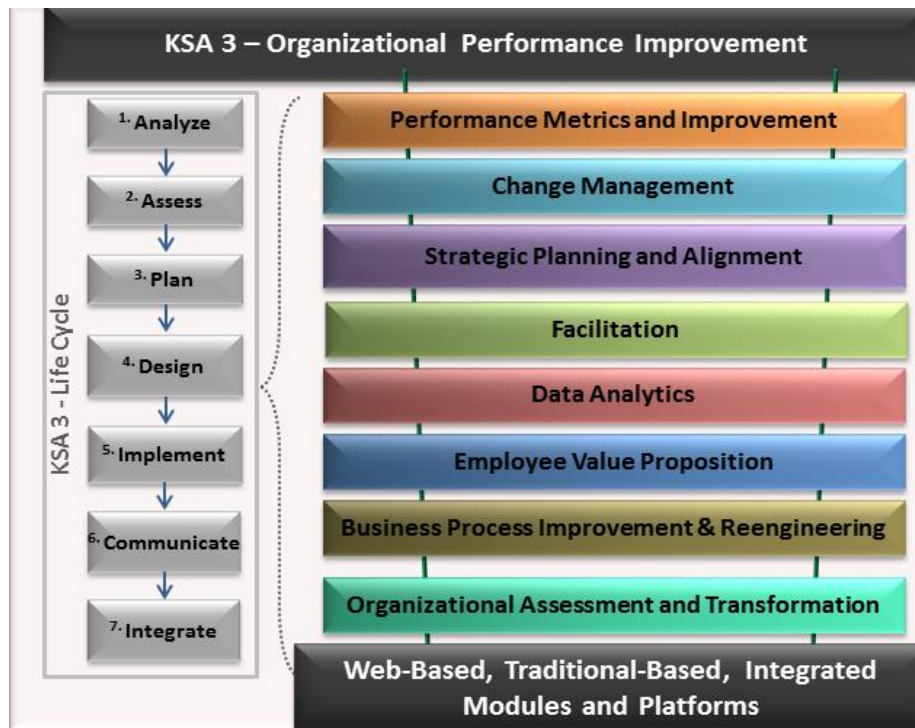 KSA 3 – Organizational Performance Improvement
KSA 3 - Life Cycle
1. Analyze
2. Assess
3. Plan
4. Design
5. Implement
6. Communicate
7. Integrate
Performance Metrics and Improvement
Change Management
Strategic Planning and Alignment
Facilitation
Data Analytics
Employee Value Proposition
Business Process Improvement & Reengineering
Organizational Assessment and Transformation
Web-Based, Traditional-Based, Integrated
Modules and Platforms